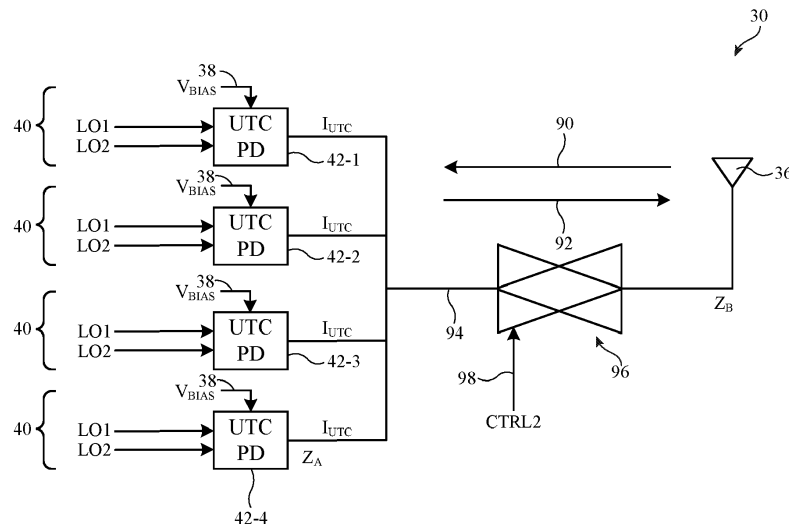 30
40
LO1
LO2
38
VBIAS
UTC
PD
IUTC
42-1
90
92
36
40
LO1
LO2
38
VBIAS
UTC
PD
IUTC
42-2
94
96
ZB
40
LO1
LO2
38
VBIAS
UTC
PD
IUTC
42-3
98
CTRL2
40
LO1
LO2
38
VBIAS
UTC
PD
IUTC
ZA
42-4